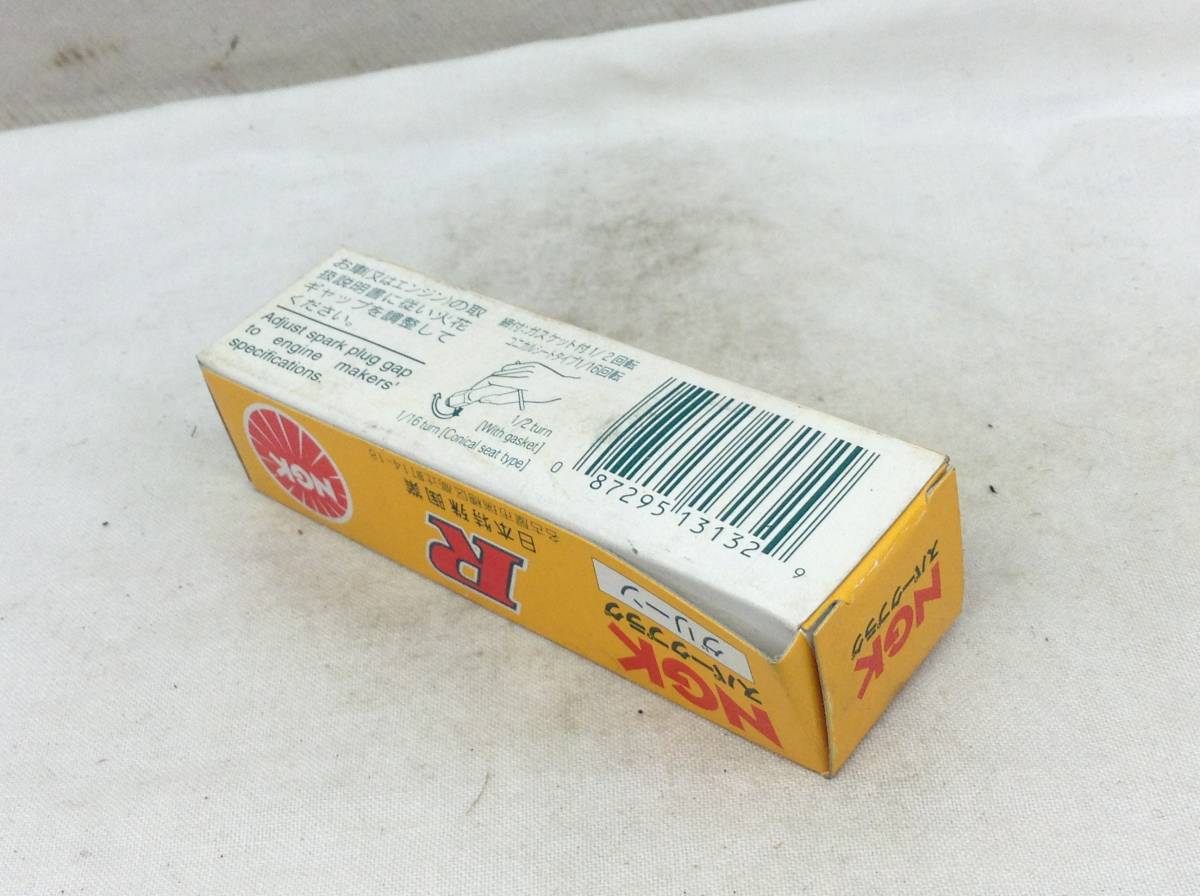 お車(又はエンジン)の取
扱説明書に従い火花
ギャップを調整して
ください。
Adjust spark plug gap
to engine makers'
specifications.
締付:ガスケット付1/2回転
コニカルシートタイプ1/16回転
1/2 turn
[With gasket]
1/16 turn [Conical seat type]
0 87295 13132 9
NGK
R
日本特殊陶業
グリーン
スパークプラグ
NGK
スパークプラグ
NGK